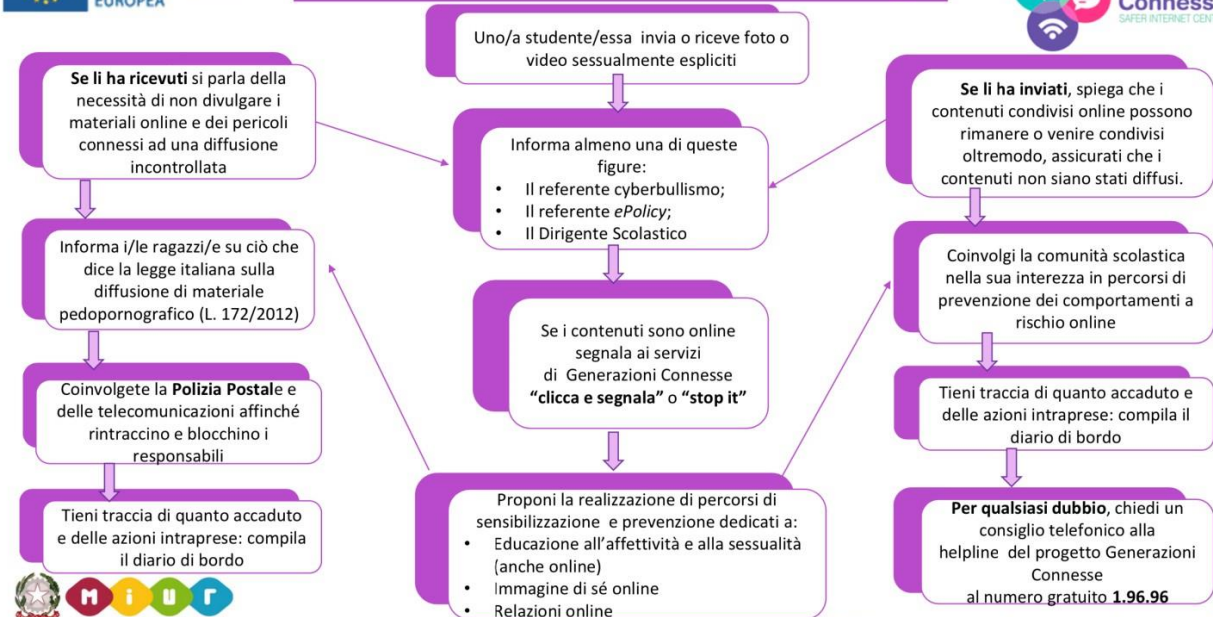 EUROPEA
Conness
SAFER INTERNET CENT
Uno/a studente/essa invia o riceve foto o
video sessualmente espliciti
Se li ha ricevuti si parla della
necessità di non divulgare i
materiali online e dei pericoli
connessi ad una diffusione
incontrollata
Informa i/le ragazzi/e su ciò che
dice la legge italiana sulla
diffusione di materiale
pedopornografico (L. 172/2012)
Coinvolgete la Polizia Postale e
delle telecomunicazioni affinché
rintraccino e blocchino i
responsabili
Tieni traccia di quanto accaduto
e delle azioni intraprese: compila
il diario di bordo
Informa almeno una di queste
figure:
• Il referente cyberbullismo;
• Il referente ePolicy;
• Il Dirigente Scolastico
Se i contenuti sono online
segnala ai servizi
di Generazioni Connesse
“clicca e segnala” o “stop it”
Proponi la realizzazione di percorsi di
sensibilizzazione e prevenzione dedicati a:
• Educazione all’affettività e alla sessualità
(anche online)
• Immagine di sé online
• Relazioni online
Se li ha inviati, spiega che i
contenuti condivisi online possono
rimanere o venire condivisi
oltremodo, assicurati che i
contenuti non siano stati diffusi.
Coinvolgi la comunità scolastica
nella sua interezza in percorsi di
prevenzione dei comportamenti a
rischio online
Tieni traccia di quanto accaduto e
delle azioni intraprese: compila il
diario di bordo
Per qualsiasi dubbio, chiedi un
consiglio telefonico alla
helpline del progetto Generazioni
Connesse
al numero gratuito 1.96.96
miur